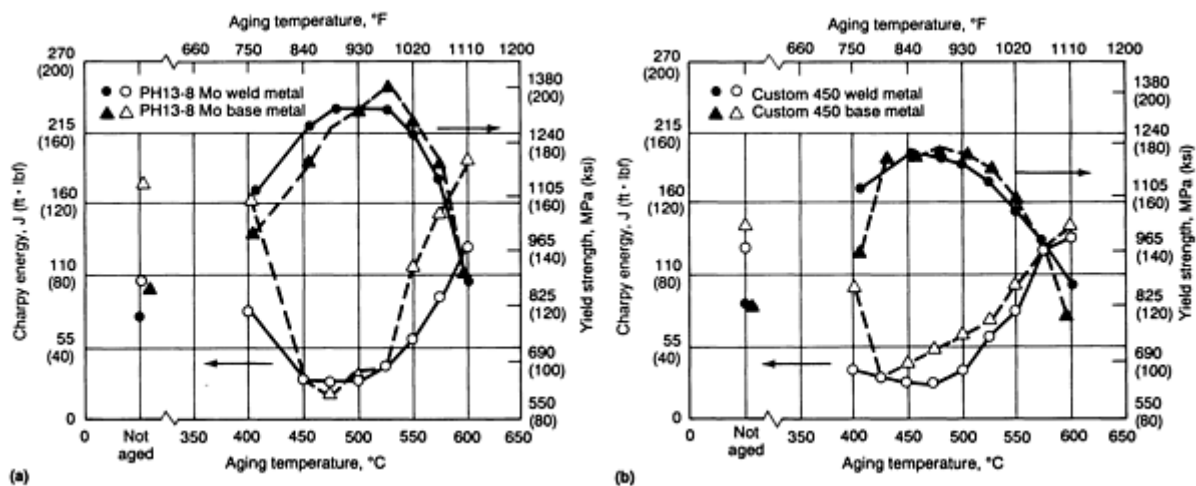 Aging temperature, °F
660 750 840 930 1020 1110 1200
270
(200)
215
(160)
160
(120)
110
(80)
55
(40)
0
Charpy energy, J (ft · lbf)
PH13-8 Mo weld metal
PH13-8 Mo base metal
1380
(200)
1240
(180)
1105
(160)
965
(140)
825
(120)
690
(100)
550
(80)
Yield strength, MPa (ksi)
0 Not aged 350 400 450 500 550 600 650
Aging temperature, °C
(a)
Aging temperature, °F
660 750 840 930 1020 1110 1200
270
(200)
215
(160)
160
(120)
110
(80)
55
(40)
0
Charpy energy, J (ft · lbf)
Custom 450 weld metal
Custom 450 base metal
1380
(200)
1240
(180)
1105
(160)
965
(140)
825
(120)
690
(100)
550
(80)
Yield strength, MPa (ksi)
0 Not aged 350 400 450 500 550 600 650
Aging temperature, °C
(b)